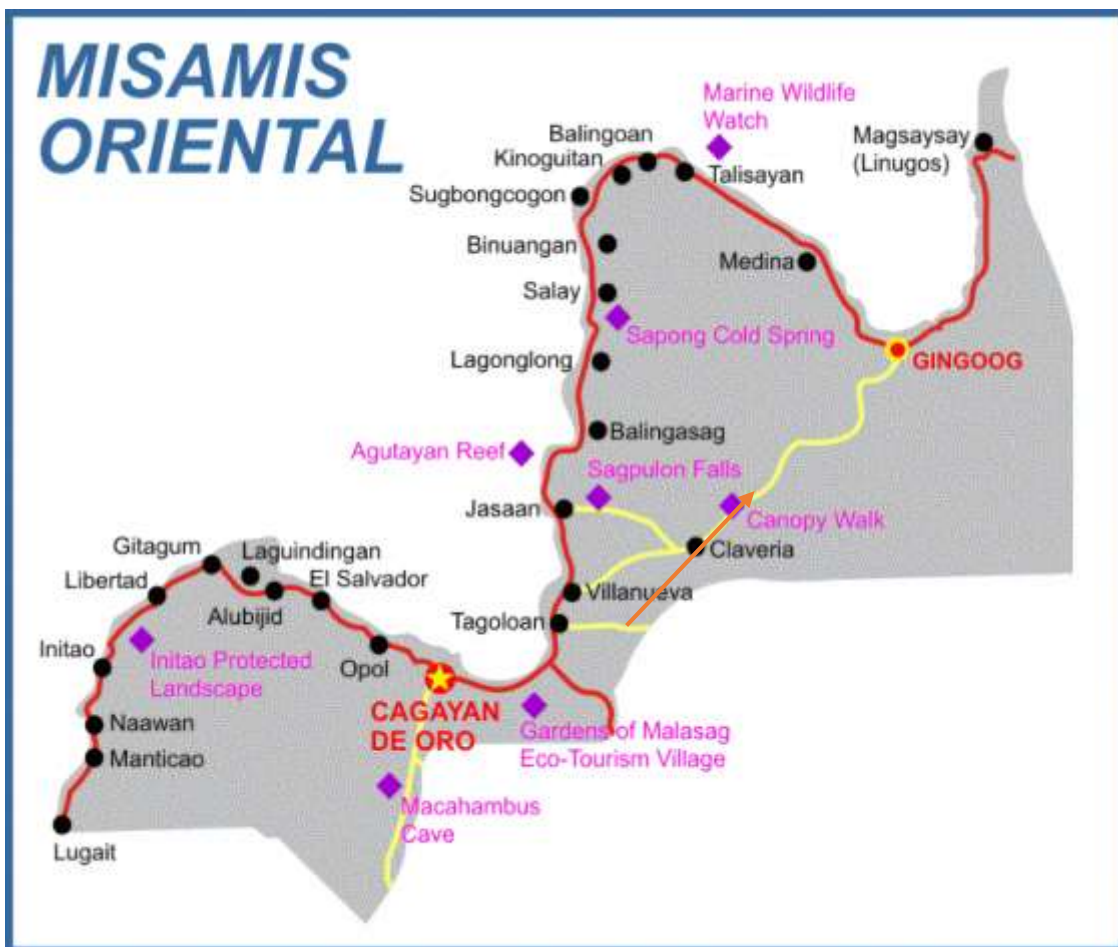 MISAMIS
ORIENTAL
Marine Wildlife
Watch
Balingoan
Kinoguitan
Magsaysay
(Linugos)
Talisayan
Sugbongcogon
Binuangan
Medina
Salay
Sapong Cold Spring
Lagonglong
GINGOOG
Balingasag
Agutayan Reef
Sagpulon Falls
Jasaan
Canopy Walk
Gitagum
Laguindingan
Claveria
Libertad
El Salvador
Villanueva
Alubijid
Tagoloan
Initao
Initao Protected
Landscape
Opol
CAGAYAN
DE ORO
Gardens of Malasag
Eco-Tourism Village
Naawan
Manticao
Macahambus
Cave
Lugait